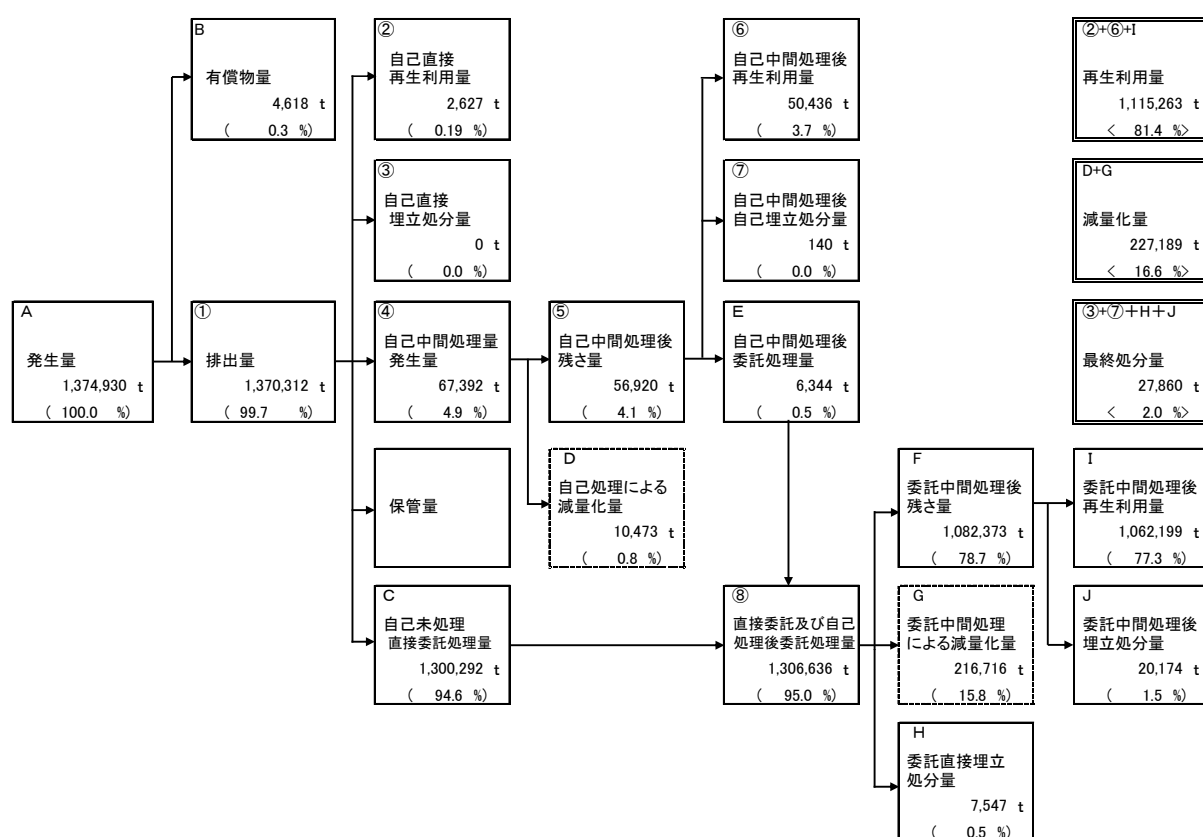 B
有償物量
4,618 t
( 0.3 %)
②
自己直接
再生利用量
2,627 t
( 0.19 %)
⑥
自己中間処理後
再生利用量
50,436 t
( 3.7 %)
②+⑥+I
再生利用量
1,115,263 t
< 81.4 %>
③
自己直接
埋立処分量
0 t
( 0.0 %)
⑦
自己中間処理後
自己埋立処分量
140 t
( 0.0 %)
D+G
減量化量
227,189 t
< 16.6 %>
A
発生量
1,374,930 t
( 100.0 %)
①
排出量
1,370,312 t
( 99.7 %)
④
自己中間処理量
発生量
67,392 t
( 4.9 %)
⑤
自己中間処理後
残さ量
56,920 t
( 4.1 %)
E
自己中間処理後
委託処理量
6,344 t
( 0.5 %)
③+⑦+H+J
最終処分量
27,860 t
< 2.0 %>
保管量
D
自己処理による
減量化量
10,473 t
( 0.8 %)
F
委託中間処理後
残さ量
1,082,373 t
( 78.7 %)
I
委託中間処理後
再生利用量
1,062,199 t
( 77.3 %)
C
自己未処理
直接委託処理量
1,300,292 t
( 94.6 %)
⑧
直接委託及び自己
処理後委託処理量
1,306,636 t
( 95.0 %)
G
委託中間処理
による減量化量
216,716 t
( 15.8 %)
J
委託中間処理後
埋立処分量
20,174 t
( 1.5 %)
H
委託直接埋立
処分量
7,547 t
( 0.5 %)